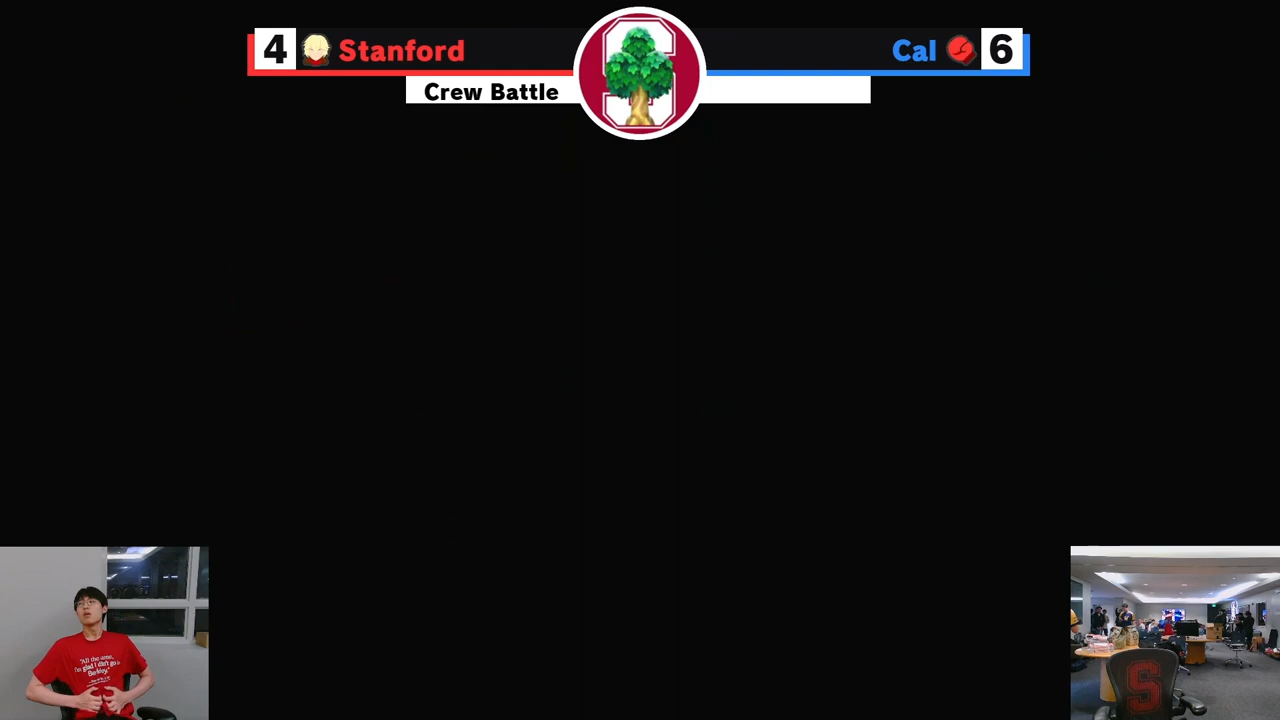 4 Stanford
Cal 6
Crew Battle
S
"All the same,
I'm glad I didn't go to
Berkeley."
S